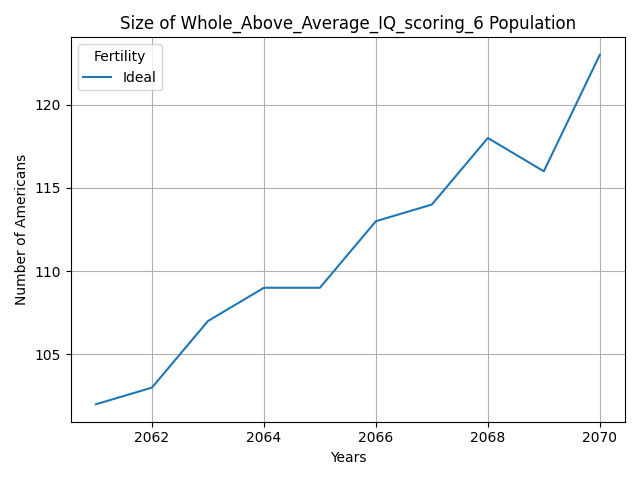 Size of Whole_Above_Average_IQ_scoring_6 Population
Fertility
Ideal
Number of Americans
120
115
110
105
2062 2064 2066 2068 2070
Years